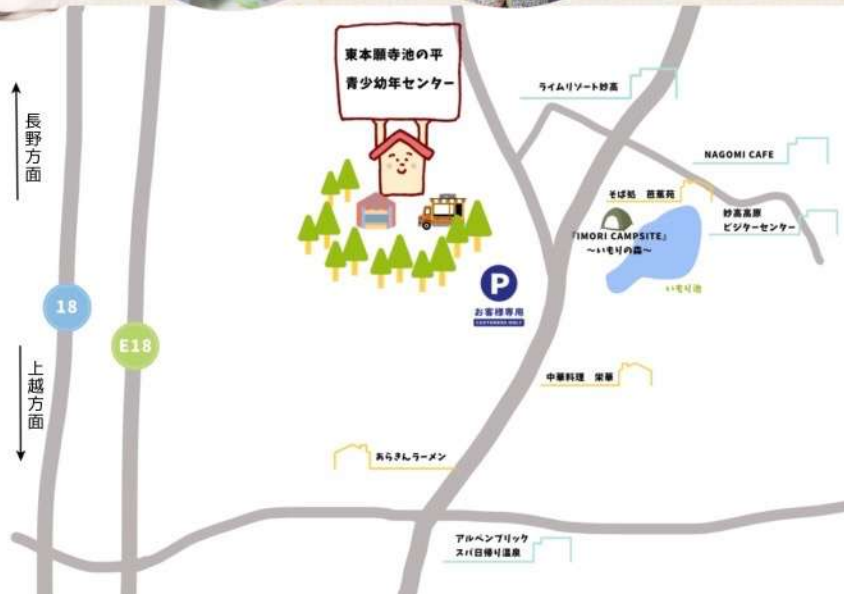 東本願寺池の平
青少幼年センター
長野方面
ライムリゾート妙高
NAGOMI CAFE
そば処 芭蕉苑
妙高高原
ビジターセンター
『IMORI CAMPSITE』
~いもりの森~
いもり池
P
お客様専用
CUSTOMERS ONLY
18
E18
上越方面
中華料理 栄華
あらきんラーメン
アルペンブリック
スパ日帰り温泉